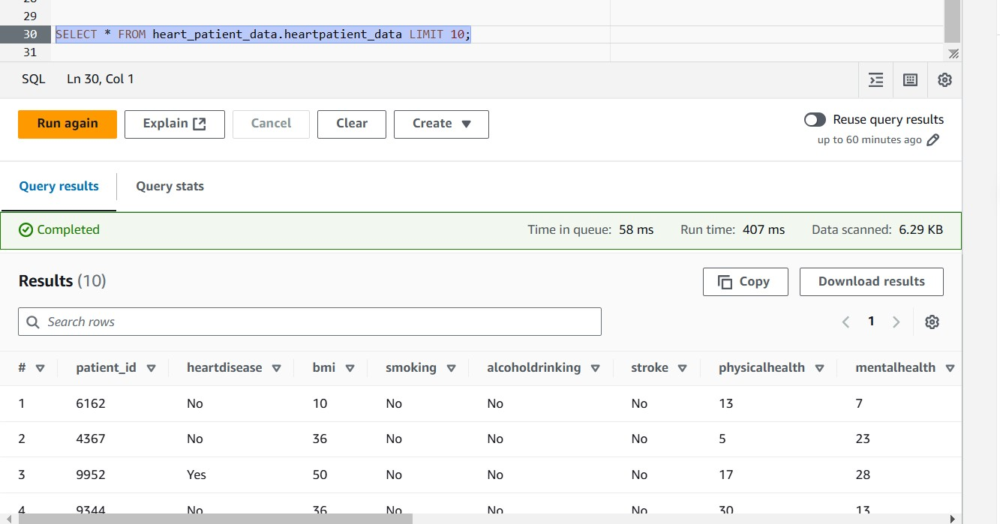 28
29
30 SELECT * FROM heart_patient_data.heartpatient_data LIMIT 10;
31
SQL Ln 30, Col 1
Run again Explain Cancel Clear Create Reuse query results
up to 60 minutes ago
Query results Query stats
Completed Time in queue: 58 ms Run time: 407 ms Data scanned: 6.29 KB
Results (10) Copy Download results
Search rows 1
# patient_id heartdisease bmi smoking alcoholdrinking stroke physicalhealth mentalhealth
1 6162 No 10 No No No 13 7
2 4367 No 36 No No No 5 23
3 9952 Yes 50 No No No 17 28
4 9344 No 36 No No No 30 13